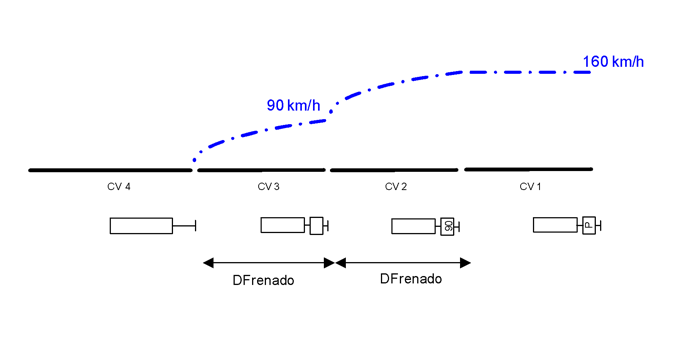 160 km/h
90 km/h
CV 4 CV 3 CV 2 CV 1
90 P
DFrenado DFrenado